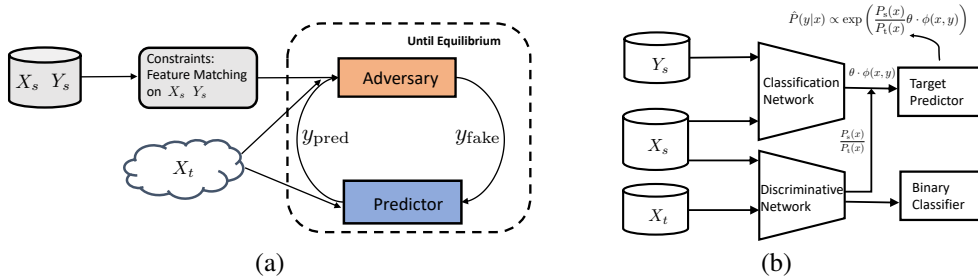 Until Equilibrium
X_s Y_s
Constraints:
Feature Matching
on X_s Y_s
Adversary
y_pred
y_fake
X_t
Predictor
(a)
P̂(y|x) ∝ exp(P_s(x)/P_t(x) θ · ϕ(x, y))
Y_s
Classification
Network
θ · ϕ(x, y)
Target
Predictor
X_s
P_s(x)/P_t(x)
Discriminative
Network
Binary
Classifier
X_t
(b)